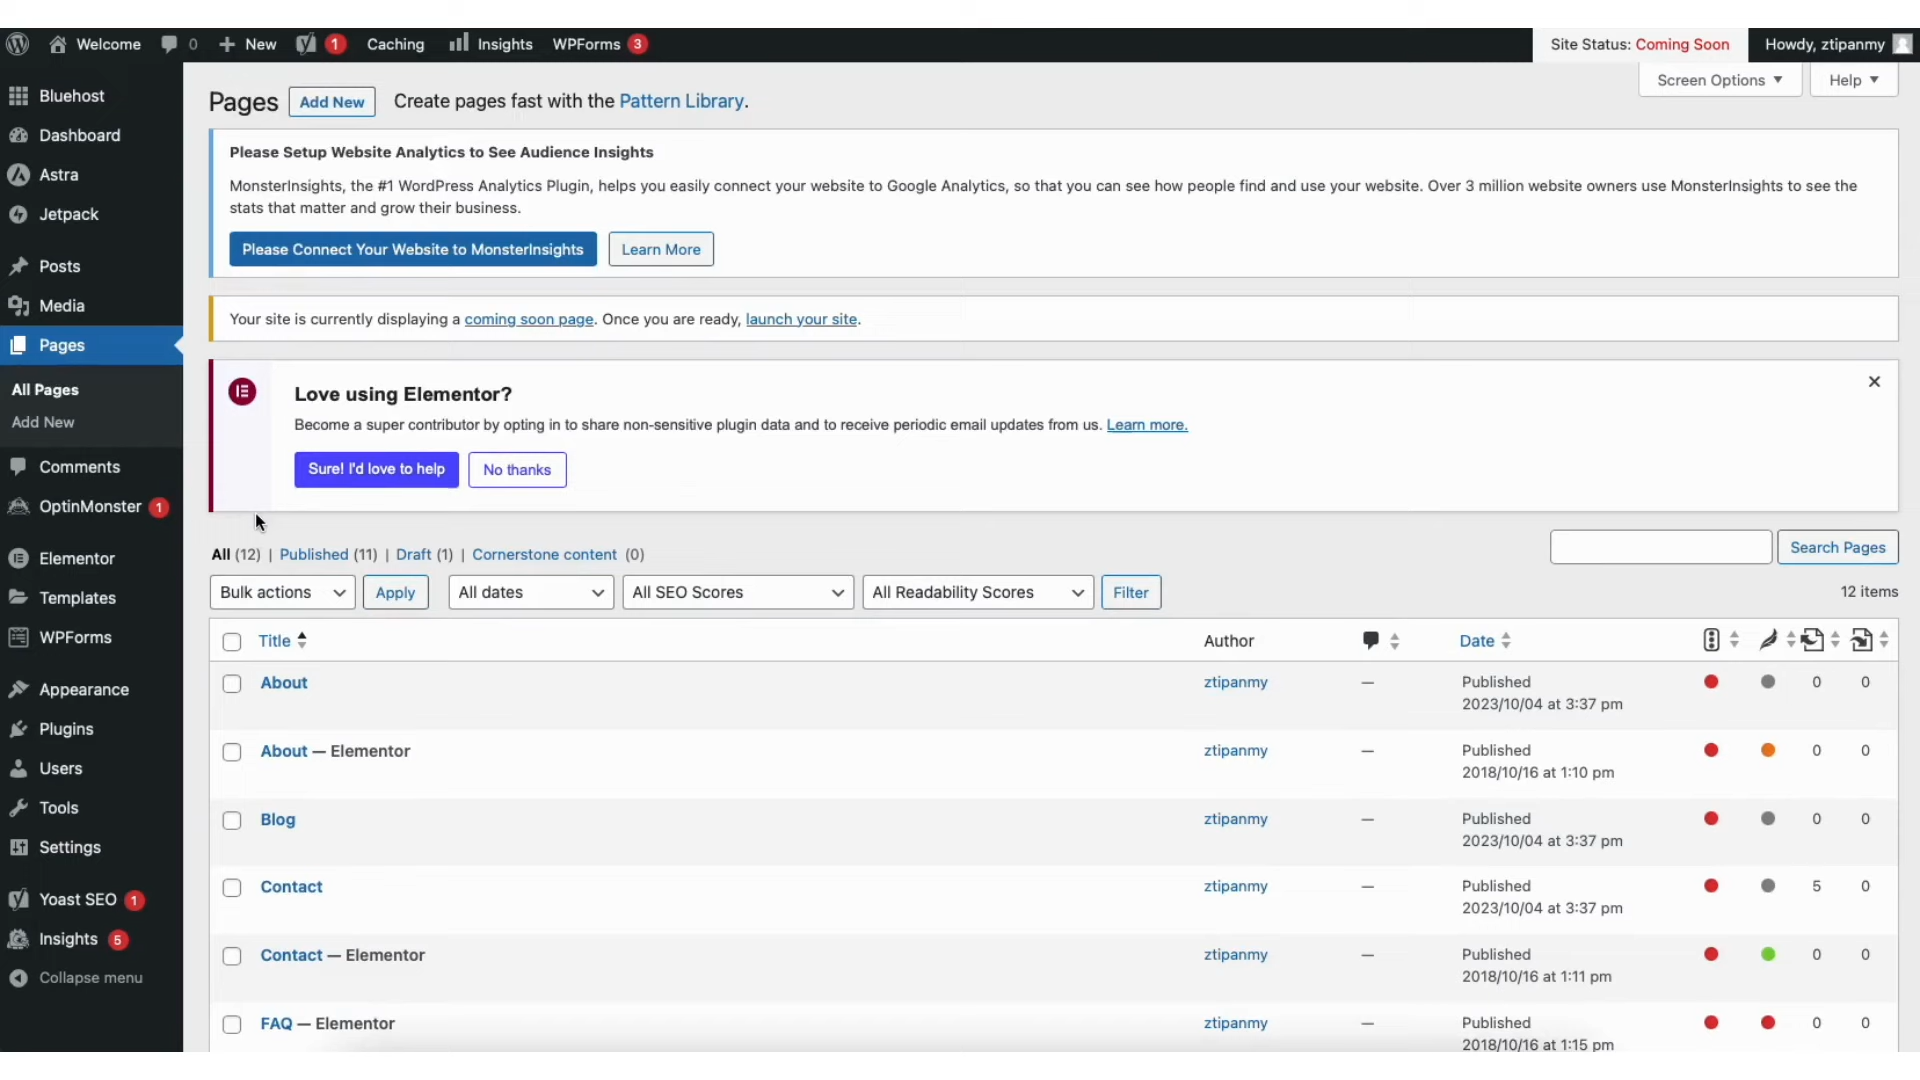 Welcome 0 New 1 Caching Insights WPForms 3 Site Status: Coming Soon Howdy, ztipanmy
Screen Options Help
Bluehost
Dashboard
Astra
Jetpack
Posts
Media
Pages
All Pages
Add New
Comments
OptinMonster 1
Elementor
Templates
WPForms
Appearance
Plugins
Users
Tools
Settings
Yoast SEO 1
Insights 5
Collapse menu
Pages Add New Create pages fast with the Pattern Library.
Please Setup Website Analytics to See Audience Insights
MonsterInsights, the #1 WordPress Analytics Plugin, helps you easily connect your website to Google Analytics, so that you can see how people find and use your website. Over 3 million website owners use MonsterInsights to see the
stats that matter and grow their business.
Please Connect Your Website to MonsterInsights Learn More
Your site is currently displaying a coming soon page. Once you are ready, launch your site.
Love using Elementor?
Become a super contributor by opting in to share non-sensitive plugin data and to receive periodic email updates from us. Learn more.
Sure! I'd love to help No thanks
All (12) | Published (11) | Draft (1) | Cornerstone content (0)
Search Pages
Bulk actions Apply All dates All SEO Scores All Readability Scores Filter 12 items
Title Author Date
About ztipanmy — Published 0 0
2023/10/04 at 3:37 pm
About — Elementor ztipanmy — Published 0 0
2018/10/16 at 1:10 pm
Blog ztipanmy — Published 0 0
2023/10/04 at 3:37 pm
Contact ztipanmy — Published 5 0
2023/10/04 at 3:37 pm
Contact — Elementor ztipanmy — Published 0 0
2018/10/16 at 1:11 pm
FAQ — Elementor ztipanmy — Published 0 0
2018/10/16 at 1:15 pm